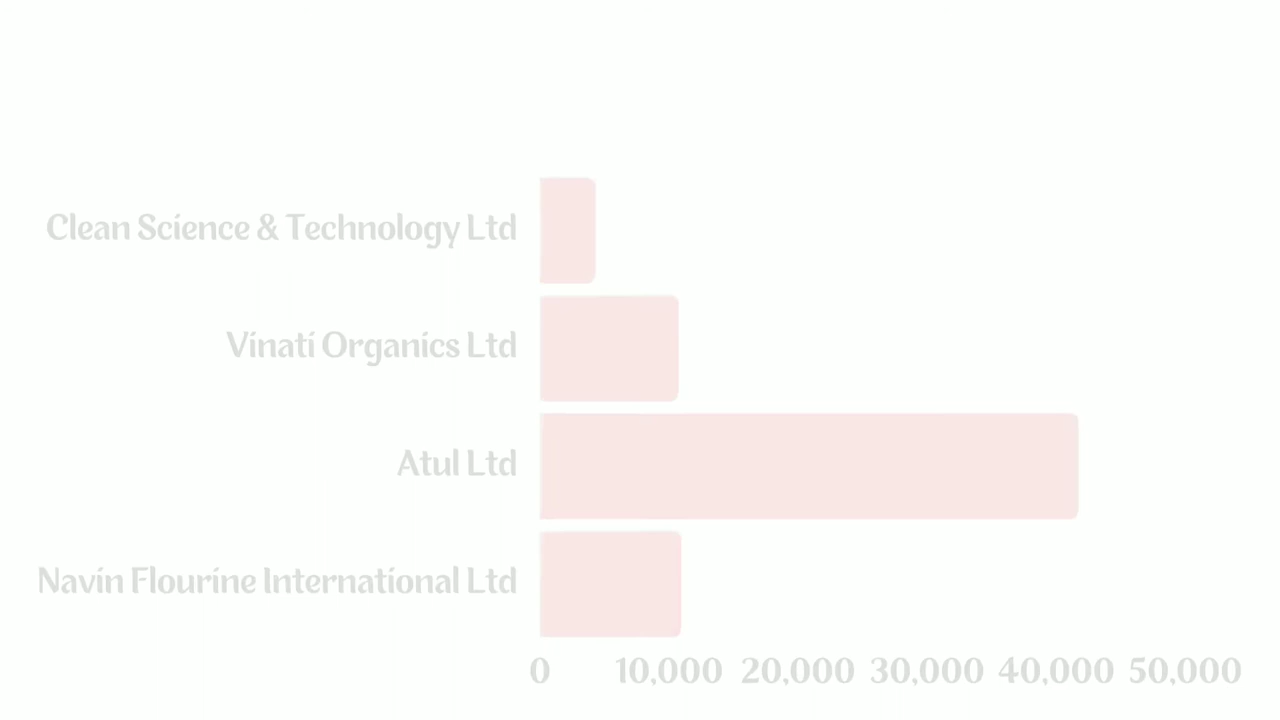 Clean Science & Technology Ltd
Vinati Organics Ltd
Atul Ltd
Navin Flourine International Ltd
0 10,000 20,000 30,000 40,000 50,000